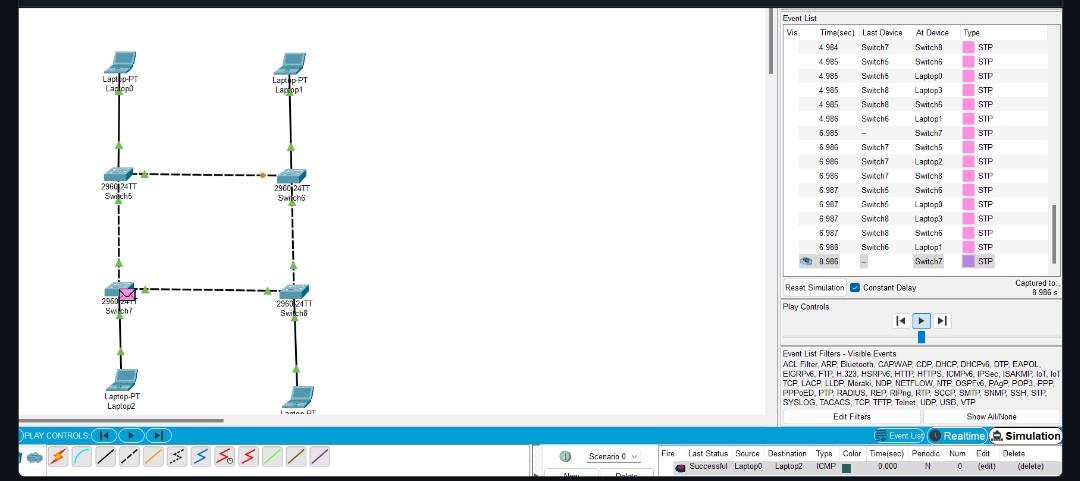 Laptop-PT
Laptop0
Laptop-PT
Laptop1
2960-24TT
Switch5
2960-24TT
Switch6
2960-24TT
Switch7
2960-24TT
Switch8
Laptop-PT
Laptop2
Laptop-PT
Event List
Vis. Time(sec) Last Device At Device Type
4.984 Switch7 Switch8 STP
4.985 Switch5 Switch6 STP
4.985 Switch5 Laptop0 STP
4.985 Switch8 Laptop3 STP
4.985 Switch8 Switch6 STP
4.986 Switch6 Laptop1 STP
6.985 -- Switch7 STP
6.986 Switch7 Switch5 STP
6.986 Switch7 Laptop2 STP
6.986 Switch7 Switch8 STP
6.987 Switch5 Switch6 STP
6.987 Switch5 Laptop0 STP
6.987 Switch8 Laptop3 STP
6.987 Switch8 Switch6 STP
6.988 Switch6 Laptop1 STP
8.986 -- Switch7 STP
Reset Simulation Constant Delay Captured to:
8.986 s
Play Controls
Event List Filters - Visible Events
ACL Filter, ARP, Bluetooth, CAPWAP, CDP, DHCP, DHCPv6, DTP, EAPOL,
EIGRPv6, FTP, H.323, HSRPv6, HTTP, HTTPS, ICMPv6, IPSec, ISAKMP, IoT, IoT
TCP, LACP, LLDP, Meraki, NDP, NETFLOW, NTP, OSPFv6, PAgP, POP3, PPP,
PPPoED, PTP, RADIUS, REP, RIPng, RTP, SCCP, SMTP, SNMP, SSH, STP,
SYSLOG, TACACS, TCP, TFTP, Telnet, UDP, USB, VTP
Edit Filters Show All/None
PLAY CONTROLS:
Event List Realtime Simulation
Scenario 0
New Delete
Fire Last Status Source Destination Type Color Time(sec) Periodic Num Edit Delete
Successful Laptop0 Laptop2 ICMP 0.000 N 0 (edit) (delete)